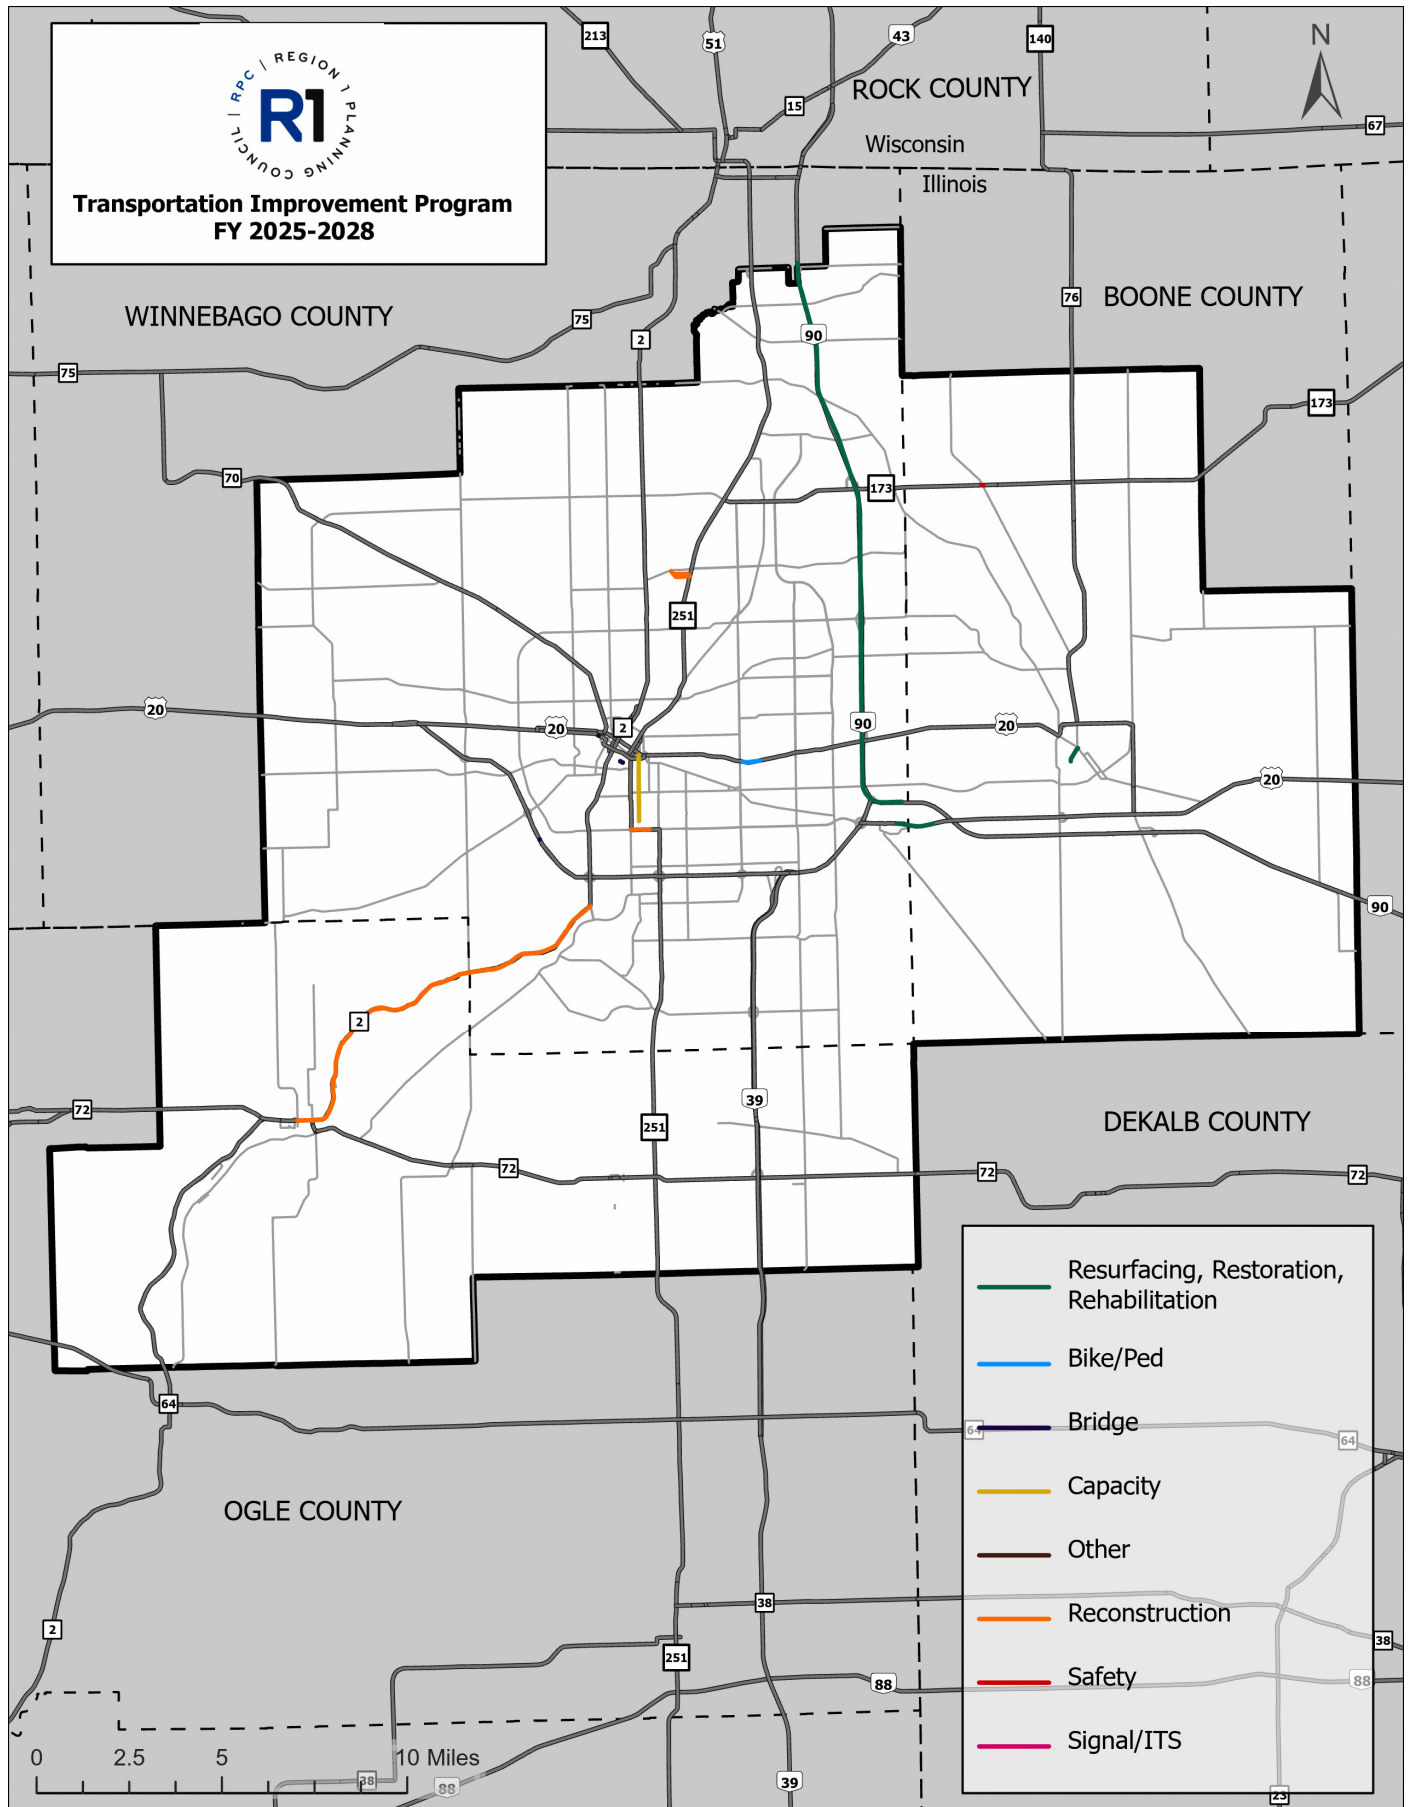 213
51
43
140
N
RPC | REGION 1 PLANNING COUNCIL |
R1
ROCK COUNTY
15
67
Wisconsin
Illinois
Transportation Improvement Program
FY 2025-2028
WINNEBAGO COUNTY
75
2
90
76
BOONE COUNTY
75
173
70
173
251
20
20
2
90
20
20
90
2
72
39
251
DEKALB COUNTY
72
72
72
Resurfacing, Restoration,
Rehabilitation
Bike/Ped
64
64
Bridge
64
Capacity
OGLE COUNTY
Other
38
Reconstruction
2
38
251
Safety
88
88
Signal/ITS
0 2.5 5 10 Miles
38
88
39
23